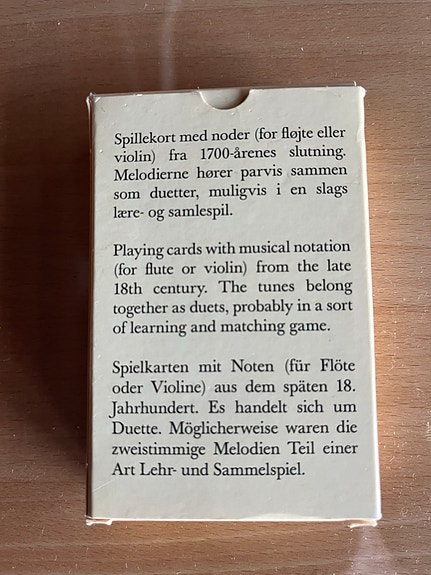 Spillekort med noder (for fløjte eller
violin) fra 1700-årenes slutning.
Melodierne hører parvis sammen
som duetter, muligvis i en slags
lære- og samlespil.
Playing cards with musical notation
(for flute or violin) from the late
18th century. The tunes belong
together as duets, probably in a sort
of learning and matching game.
Spielkarten mit Noten (für Flöte
oder Violine) aus dem späten 18.
Jahrhundert. Es handelt sich um
Duette. Möglicherweise waren die
zweistimmige Melodien Teil einer
Art Lehr- und Sammelspiel.